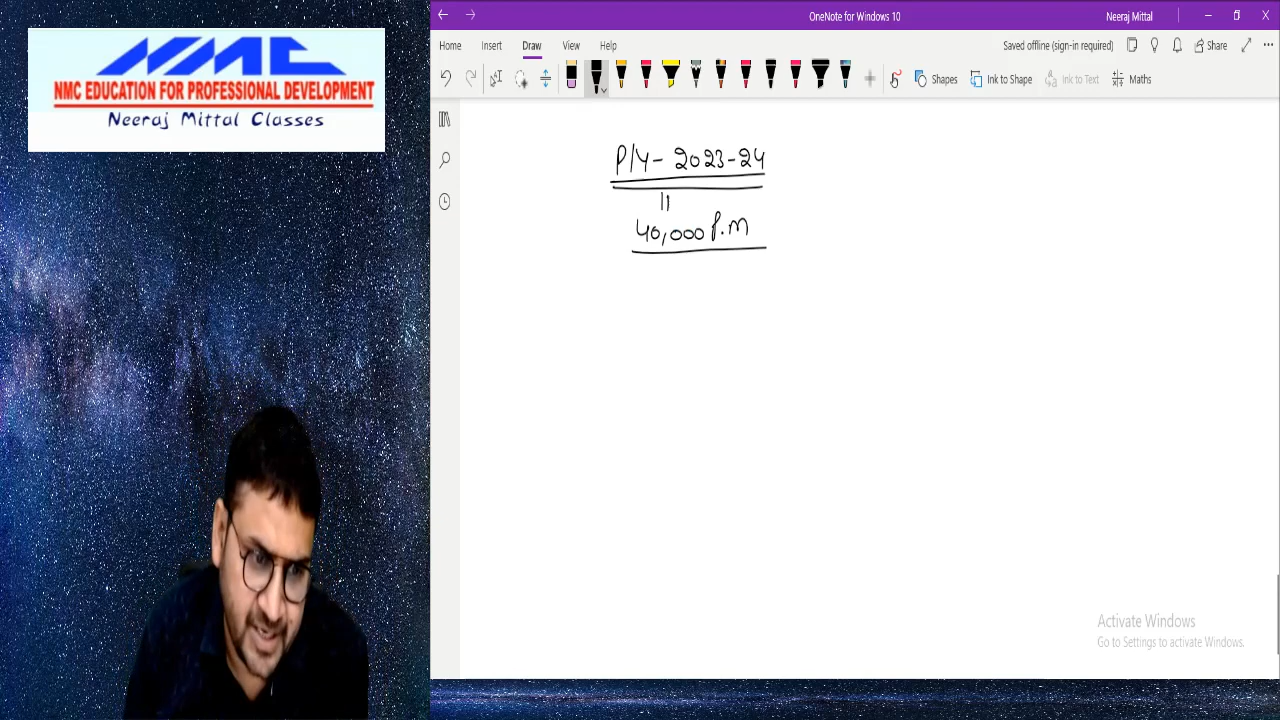 NMC
NMC EDUCATION FOR PROFESSIONAL DEVELOPMENT
Neeraj Mittal Classes
OneNote for Windows 10
Neeraj Mittal
Home Insert Draw View Help
Saved offline (sign-in required)
Share
Shapes
Ink to Shape
Ink to Text
Maths
P/Y- 2023-24
40,000 P.M
Activate Windows
Go to Settings to activate Windows.